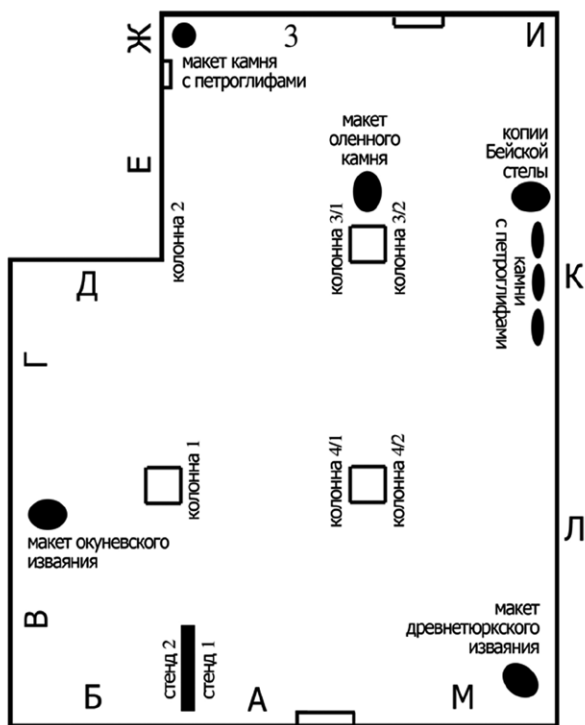 Ж
З
И
макет камня
с петроглифами
макет
оленного
камня
копии
Бейской
стелы
Е
колонна 2
колонна 3/1
колонна 3/2
камни
с петроглифами
К
Д
Г
колонна 1
колонна 4/1
колонна 4/2
макет окуневского
изваяния
Л
В
макет
древнетюркского
изваяния
стенд 2
стенд 1
Б
А
М